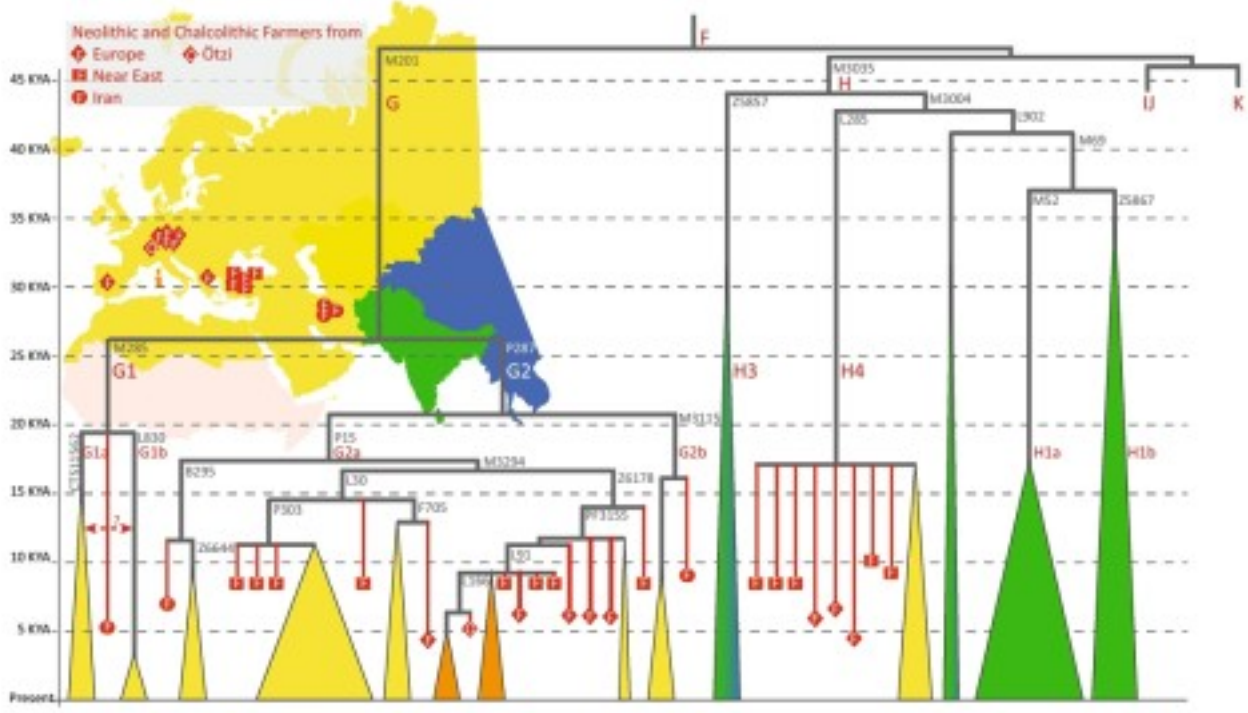 Neolithic and Chalcolithic Farmers from
Europe
Ötzi
Near East
Iran
F
M201
M3035
45 KYA
H
IJ
K
G
Z5857
M3004
L285
L902
40 KYA
M69
35 KYA
M52
Z5867
30 KYA
M285
P287
25 KYA
G1
G2
H3
H4
20 KYA
M3115
L830
P15
G1a
G1b
G2a
G2b
H1a
H1b
M3294
B295
L30
Z6178
15 KYA
P303
F705
PF3155
?
Z6644
10 KYA
L91
L166
5 KYA
Present